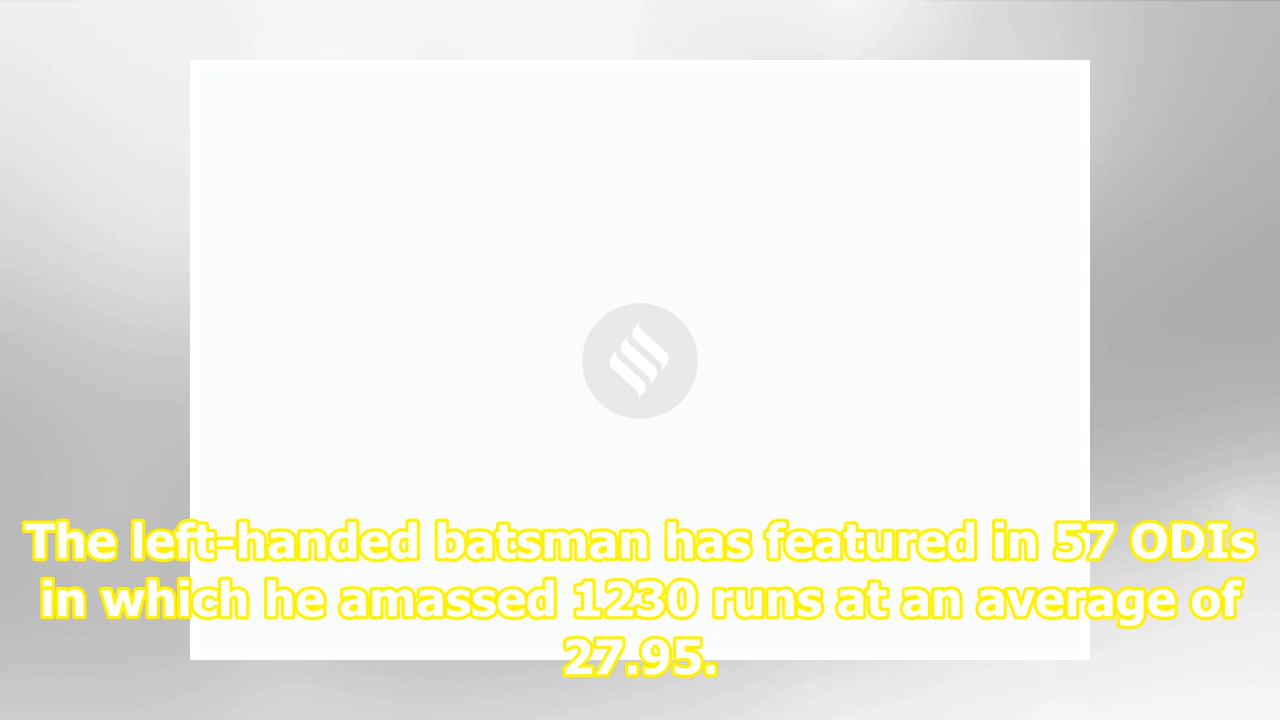 The left-handed batsman has featured in 57 ODIs
in which he amassed 1230 runs at an average of
27.95.